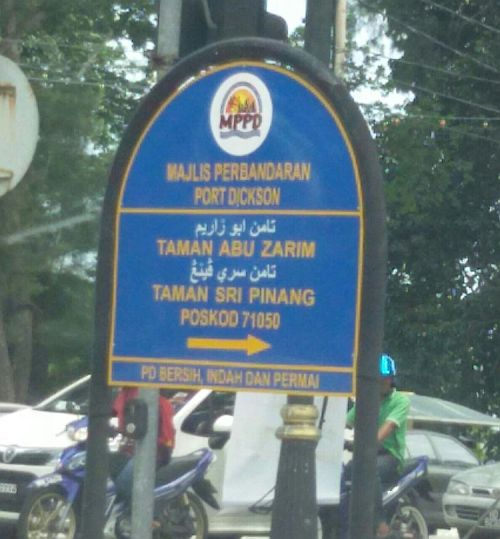 MPPD
MAJLIS PERBANDARAN
PORT DICKSON
تامن ابو زاريم
TAMAN ABU ZARIM
تامن سري ڤينڠ
TAMAN SRI PINANG
POSKOD 71050
PD BERSIH, INDAH DAN PERMAI